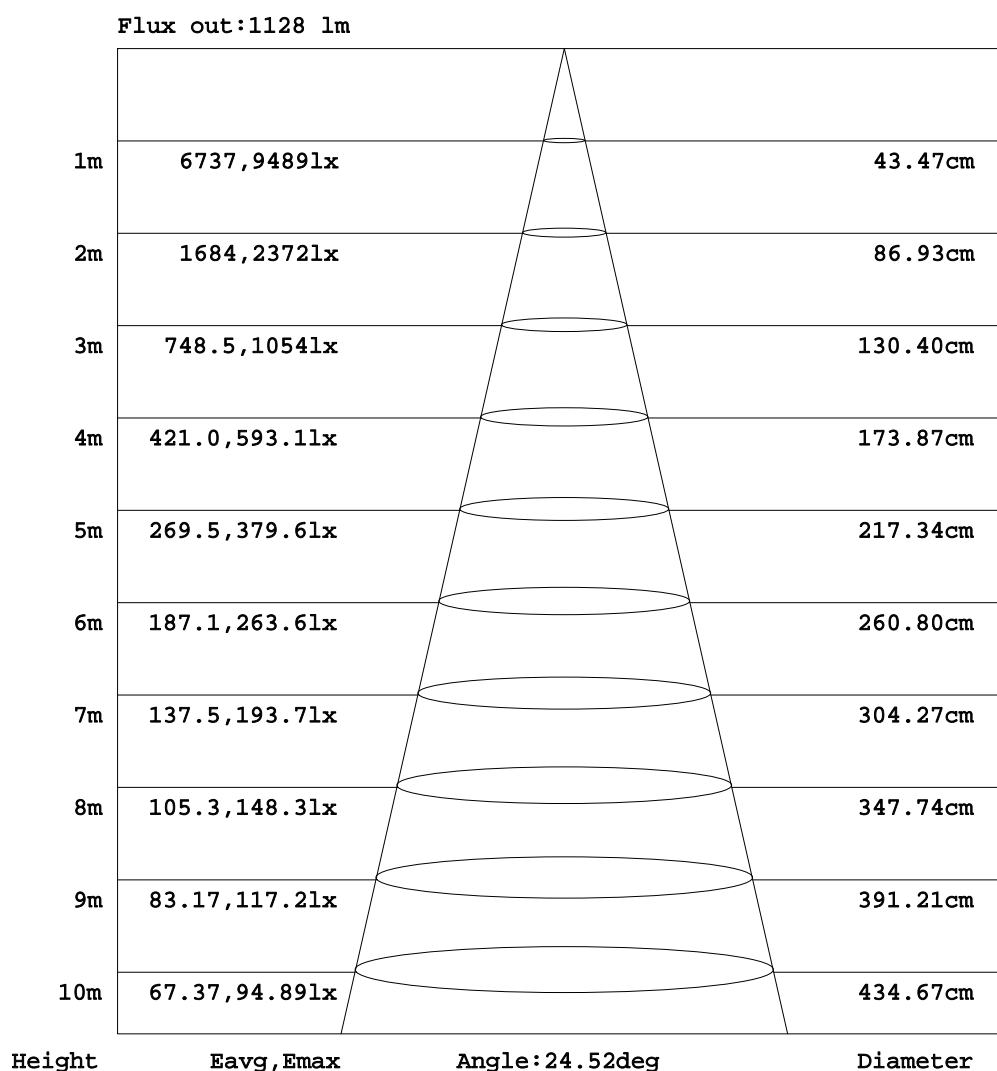 Flux out:1128 lm
1m 6737,9489lx 43.47cm
2m 1684,2372lx 86.93cm
3m 748.5,1054lx 130.40cm
4m 421.0,593.1lx 173.87cm
5m 269.5,379.6lx 217.34cm
6m 187.1,263.6lx 260.80cm
7m 137.5,193.7lx 304.27cm
8m 105.3,148.3lx 347.74cm
9m 83.17,117.2lx 391.21cm
10m 67.37,94.89lx 434.67cm
Height Eavg,Emax Angle:24.52deg Diameter